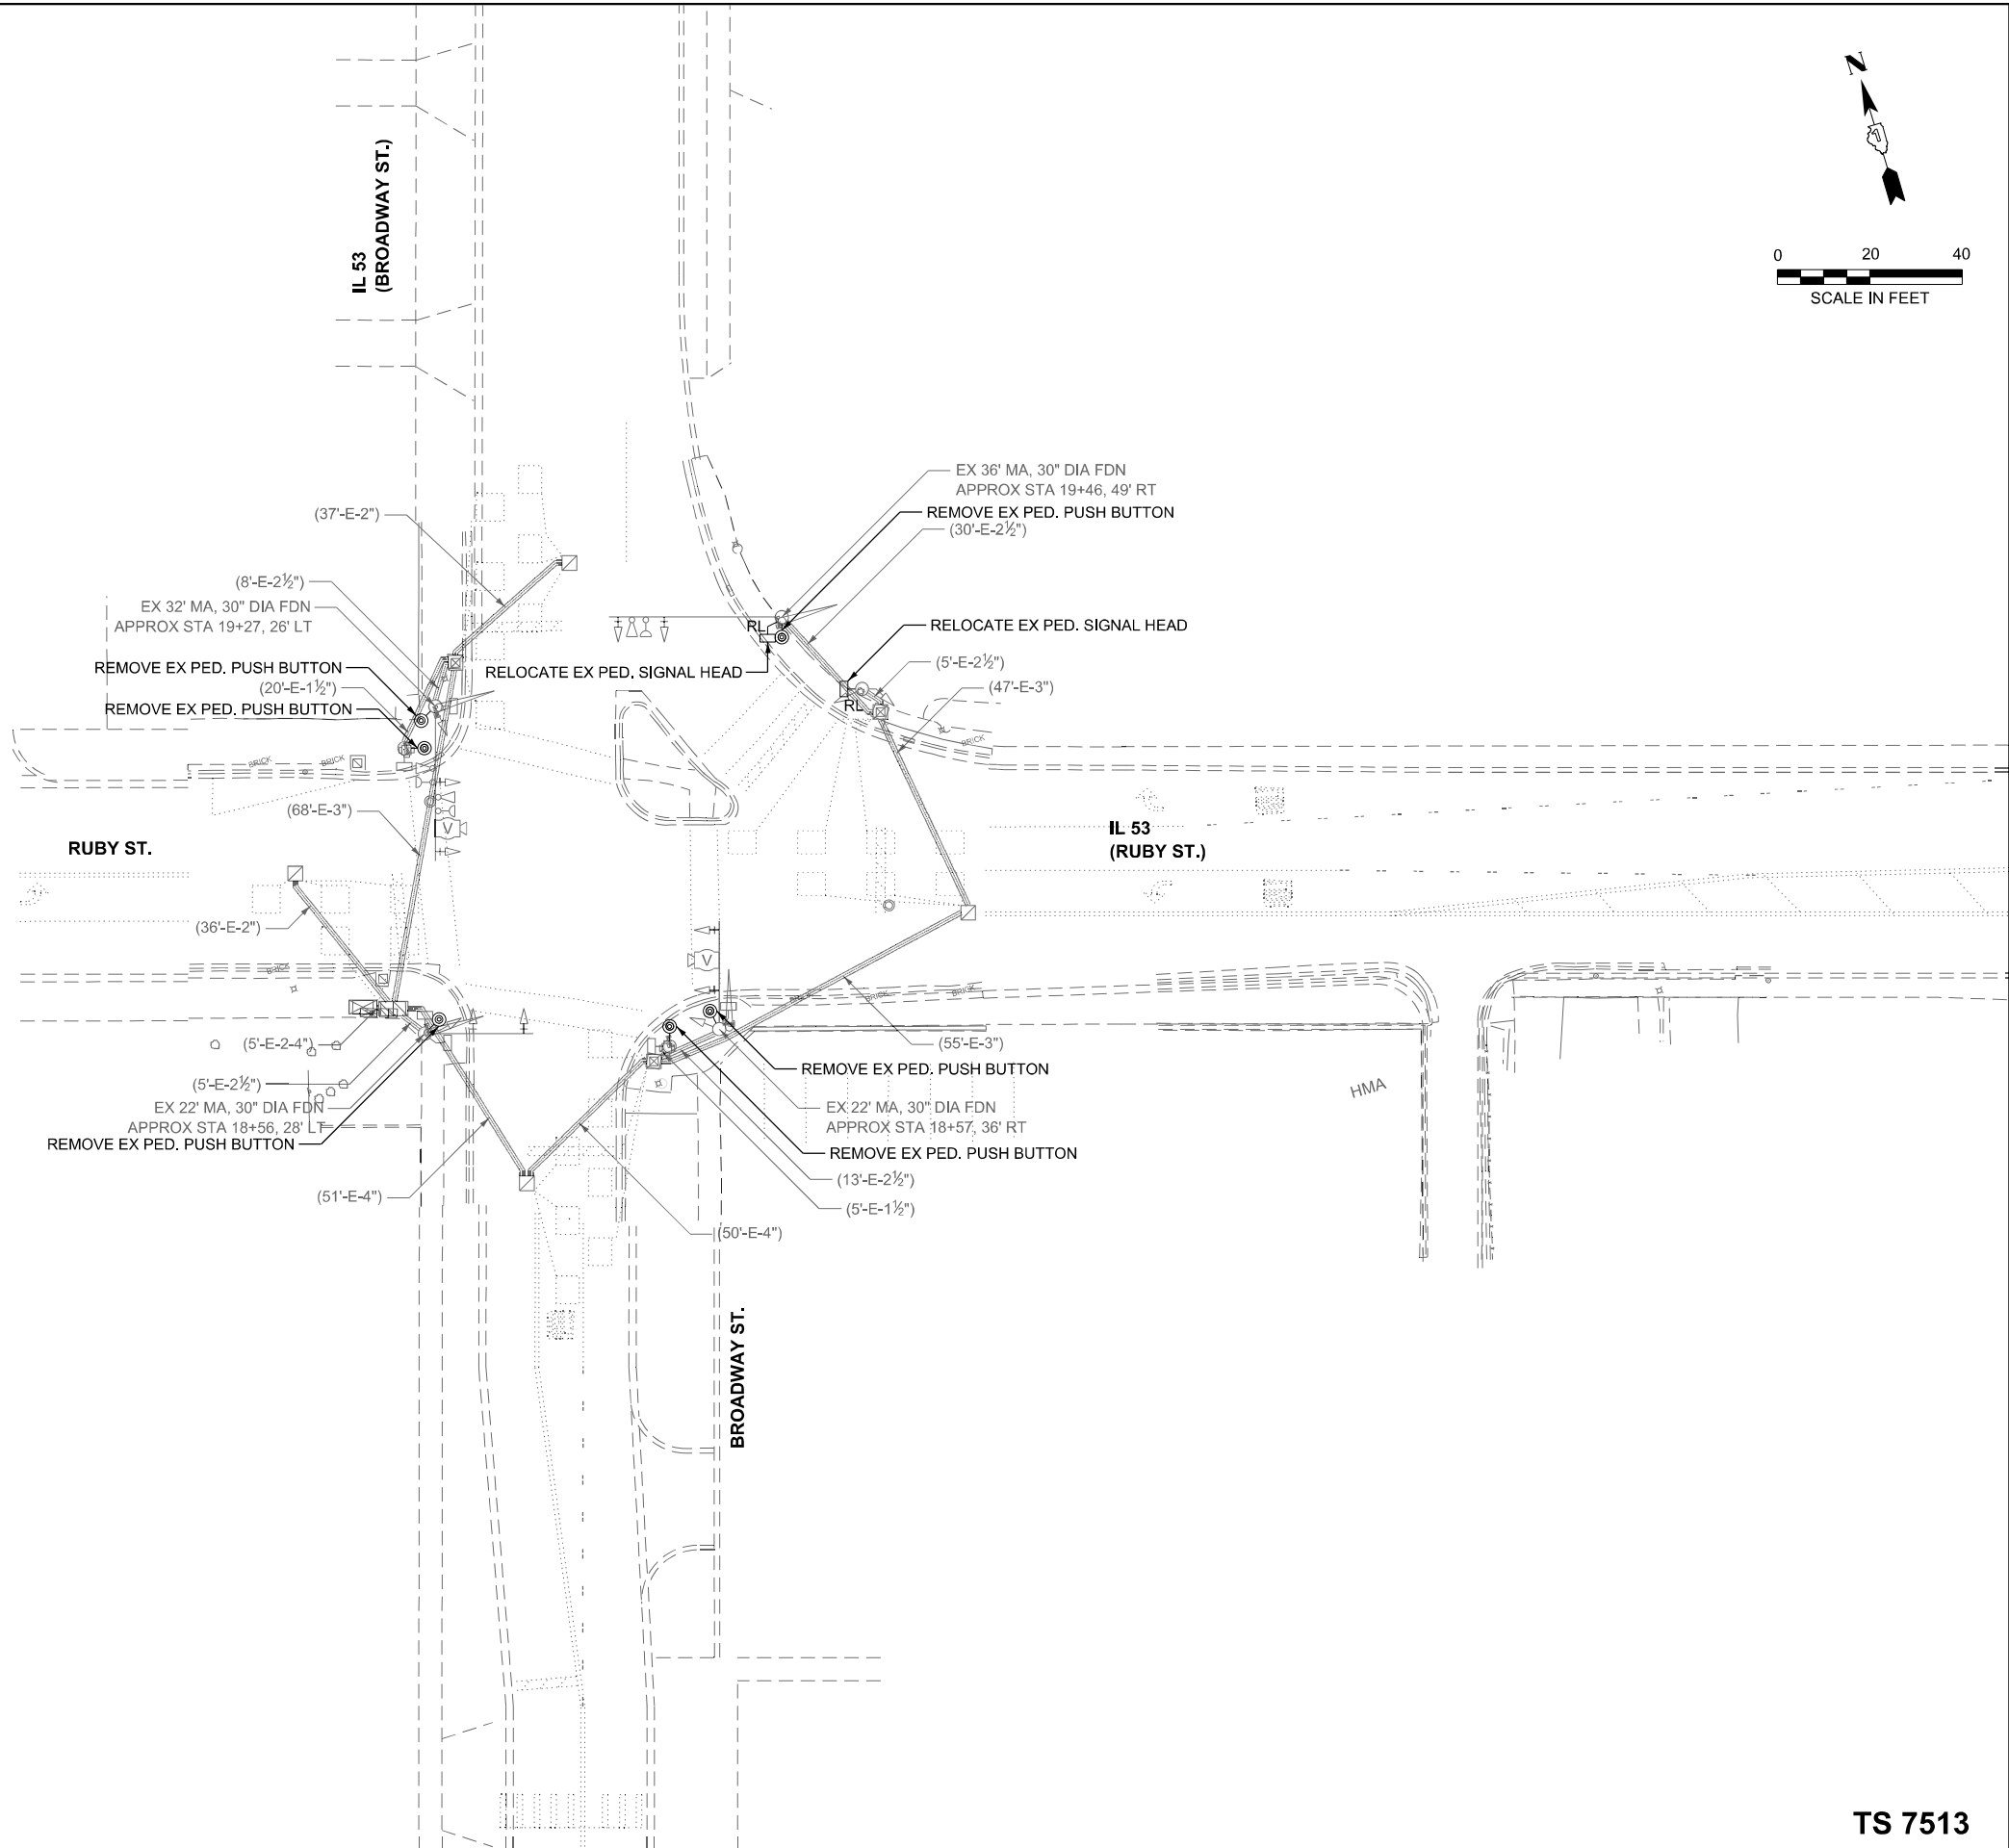 N
1
0 20 40
SCALE IN FEET
IL 53
(BROADWAY ST.)
EX 36' MA, 30" DIA FDN
APPROX STA 19+46, 49' RT
REMOVE EX PED. PUSH BUTTON
(30'-E-2½")
(37'-E-2")
(8'-E-2½")
EX 32' MA, 30" DIA FDN
APPROX STA 19+27, 26' LT
REMOVE EX PED. PUSH BUTTON
(20'-E-1½")
REMOVE EX PED. PUSH BUTTON
RL
RELOCATE EX PED. SIGNAL HEAD
RELOCATE EX PED. SIGNAL HEAD
(5'-E-2½")
(47'-E-3")
RL
BRICK
BRICK
BRICK
(68'-E-3")
V
RUBY ST.
IL 53
(RUBY ST.)
(36'-E-2")
V
BRICK
BRICK
BRICK
(5'-E-2-4")
(55'-E-3")
(5'-E-2½")
REMOVE EX PED. PUSH BUTTON
HMA
EX 22' MA, 30" DIA FDN
APPROX STA 18+56, 28' LT
REMOVE EX PED. PUSH BUTTON
EX 22' MA, 30" DIA FDN
APPROX STA 18+57, 36' RT
REMOVE EX PED. PUSH BUTTON
(13'-E-2½")
(51'-E-4")
(5'-E-1½")
(50'-E-4")
BROADWAY ST.
TS 7513